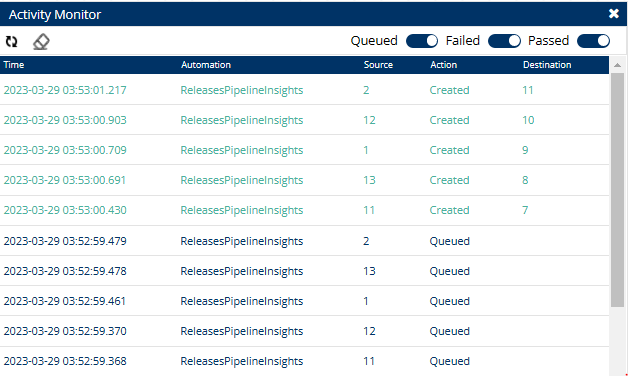 Activity Monitor
Queued Failed Passed
Time Automation Source Action Destination
2023-03-29 03:53:01.217 ReleasesPipelineInsights 2 Created 11
2023-03-29 03:53:00.903 ReleasesPipelineInsights 12 Created 10
2023-03-29 03:53:00.709 ReleasesPipelineInsights 1 Created 9
2023-03-29 03:53:00.691 ReleasesPipelineInsights 13 Created 8
2023-03-29 03:53:00.430 ReleasesPipelineInsights 11 Created 7
2023-03-29 03:52:59.479 ReleasesPipelineInsights 2 Queued
2023-03-29 03:52:59.478 ReleasesPipelineInsights 13 Queued
2023-03-29 03:52:59.461 ReleasesPipelineInsights 1 Queued
2023-03-29 03:52:59.370 ReleasesPipelineInsights 12 Queued
2023-03-29 03:52:59.368 ReleasesPipelineInsights 11 Queued